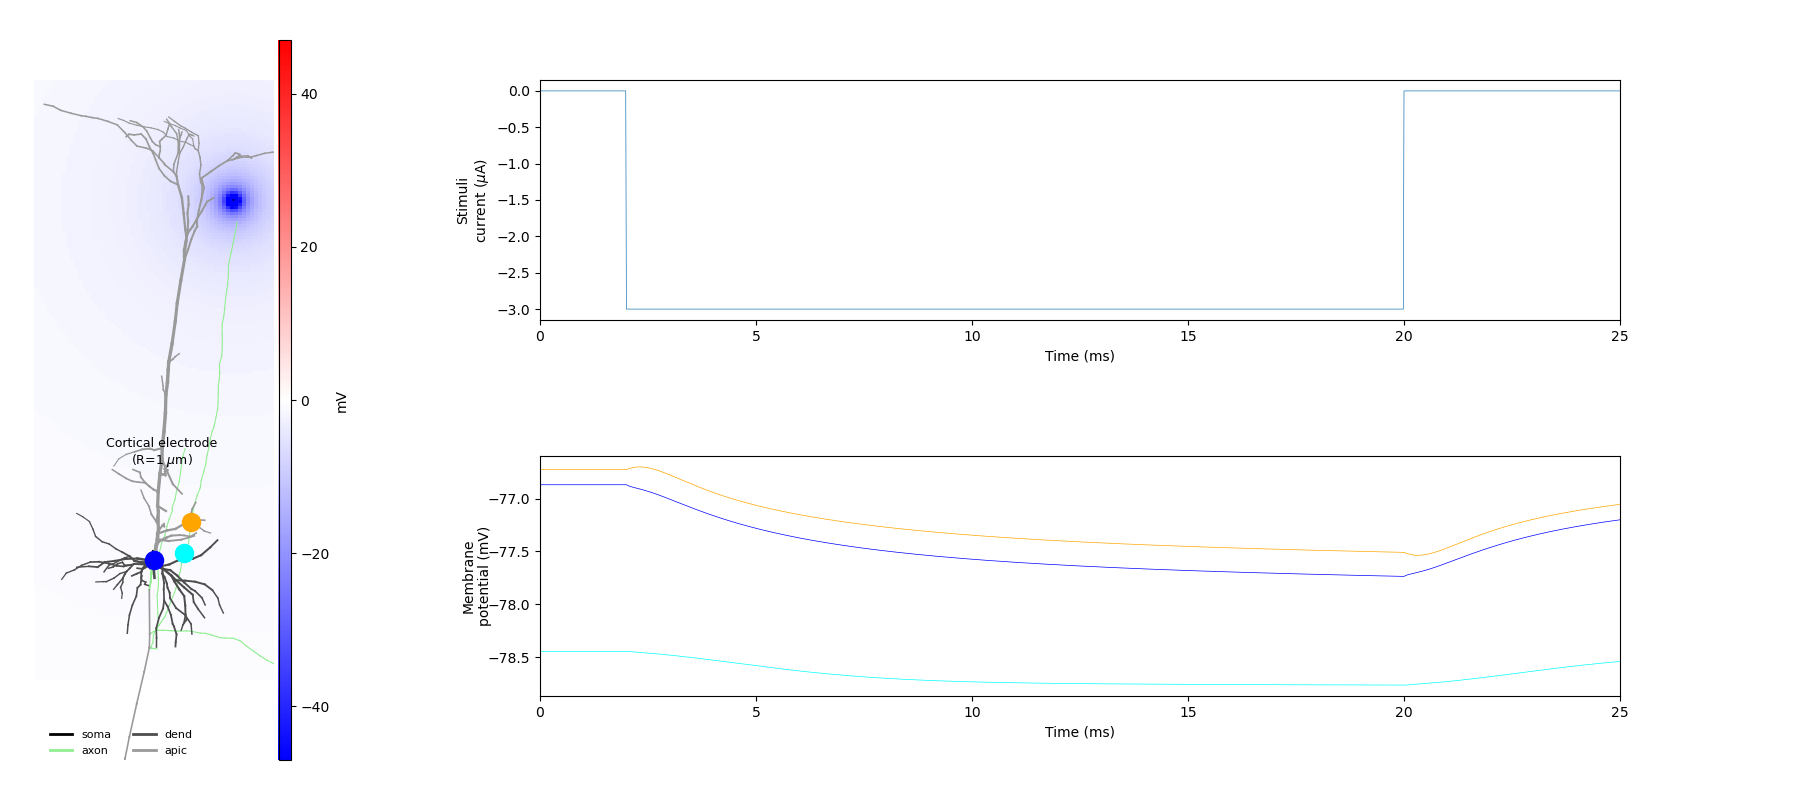 40
20
0
−20
−40
mV
Cortical electrode
(R=1 μm)
soma
axon
dend
apic
0.0
−0.5
−1.0
−1.5
−2.0
−2.5
−3.0
Stimuli
current (μA)
0 5 10 15 20 25
Time (ms)
−77.0
−77.5
−78.0
−78.5
Membrane
potential (mV)
0 5 10 15 20 25
Time (ms)